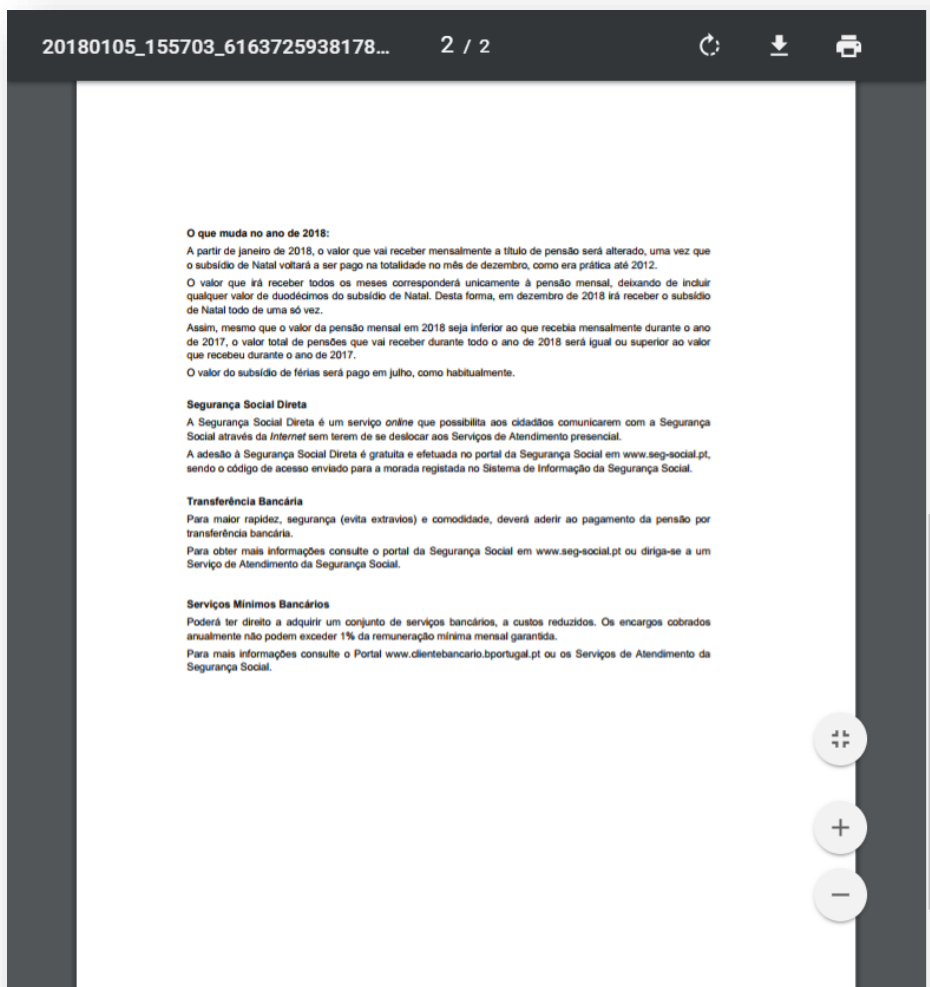 20180105_155703_6163725938178... 2 / 2
O que muda no ano de 2018:
A partir de janeiro de 2018, o valor que vai receber mensalmente a título de pensão será alterado, uma vez que
o subsídio de Natal voltará a ser pago na totalidade no mês de dezembro, como era prática até 2012.
O valor que irá receber todos os meses corresponderá unicamente à pensão mensal, deixando de incluir
qualquer valor de duodécimos do subsídio de Natal. Desta forma, em dezembro de 2018 irá receber o subsídio
de Natal todo de uma só vez.
Assim, mesmo que o valor da pensão mensal em 2018 seja inferior ao que recebia mensalmente durante o ano
de 2017, o valor total de pensões que vai receber durante todo o ano de 2018 será igual ou superior ao valor
que recebeu durante o ano de 2017.
O valor do subsídio de férias será pago em julho, como habitualmente.
Segurança Social Direta
A Segurança Social Direta é um serviço online que possibilita aos cidadãos comunicarem com a Segurança
Social através da Internet sem terem de se deslocar aos Serviços de Atendimento presencial.
A adesão à Segurança Social Direta é gratuita e efetuada no portal da Segurança Social em www.seg-social.pt,
sendo o código de acesso enviado para a morada registada no Sistema de Informação da Segurança Social.
Transferência Bancária
Para maior rapidez, segurança (evita extravios) e comodidade, deverá aderir ao pagamento da pensão por
transferência bancária.
Para obter mais informações consulte o portal da Segurança Social em www.seg-social.pt ou dirija-se a um
Serviço de Atendimento da Segurança Social.
Serviços Mínimos Bancários
Poderá ter direito a adquirir um conjunto de serviços bancários, a custos reduzidos. Os encargos cobrados
anualmente não podem exceder 1% da remuneração mínima mensal garantida.
Para mais informações consulte o Portal www.clientebancario.bportugal.pt ou os Serviços de Atendimento da
Segurança Social.